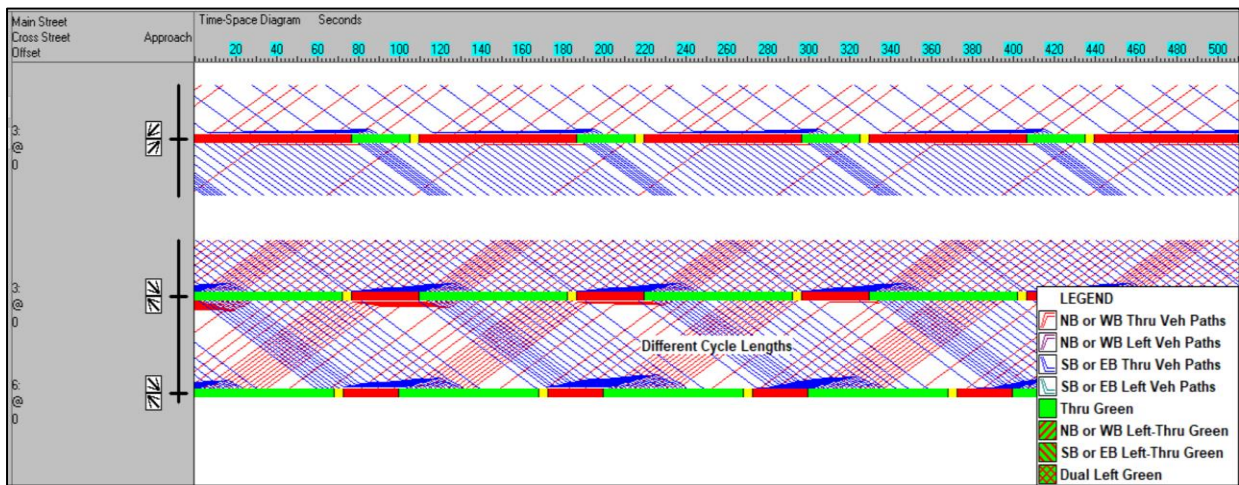 Main Street
Cross Street
Offset
Approach
Time-Space Diagram Seconds
20 40 60 80 100 120 140 160 180 200 220 240 260 280 300 320 340 360 380 400 420 440 460 480 500
3:
@
0
3:
@
0
Different Cycle Lengths
6:
@
0
LEGEND
NB or WB Thru Veh Paths
NB or WB Left Veh Paths
SB or EB Thru Veh Paths
SB or EB Left Veh Paths
Thru Green
NB or WB Left-Thru Green
SB or EB Left-Thru Green
Dual Left Green